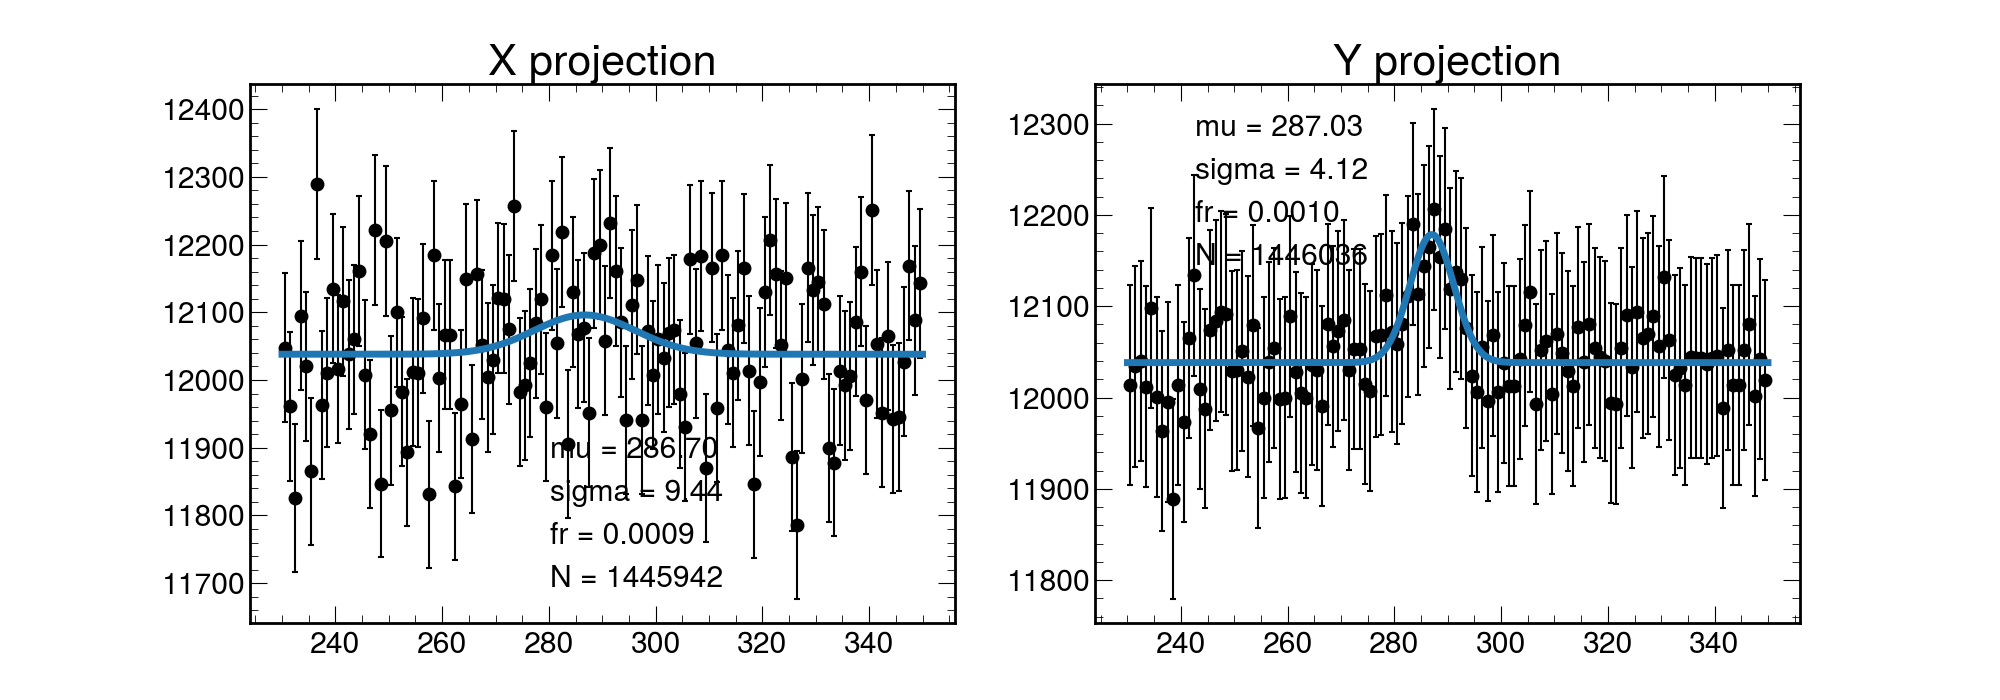 X projection
12400
12300
12200
12100
12000
11900
11800
11700
mu = 286.70
sigma = 9.44
fr = 0.0009
N = 1445942
240 260 280 300 320 340
Y projection
12300
12200
12100
12000
11900
11800
mu = 287.03
sigma = 4.12
fr = 0.0010
N = 1446036
240 260 280 300 320 340